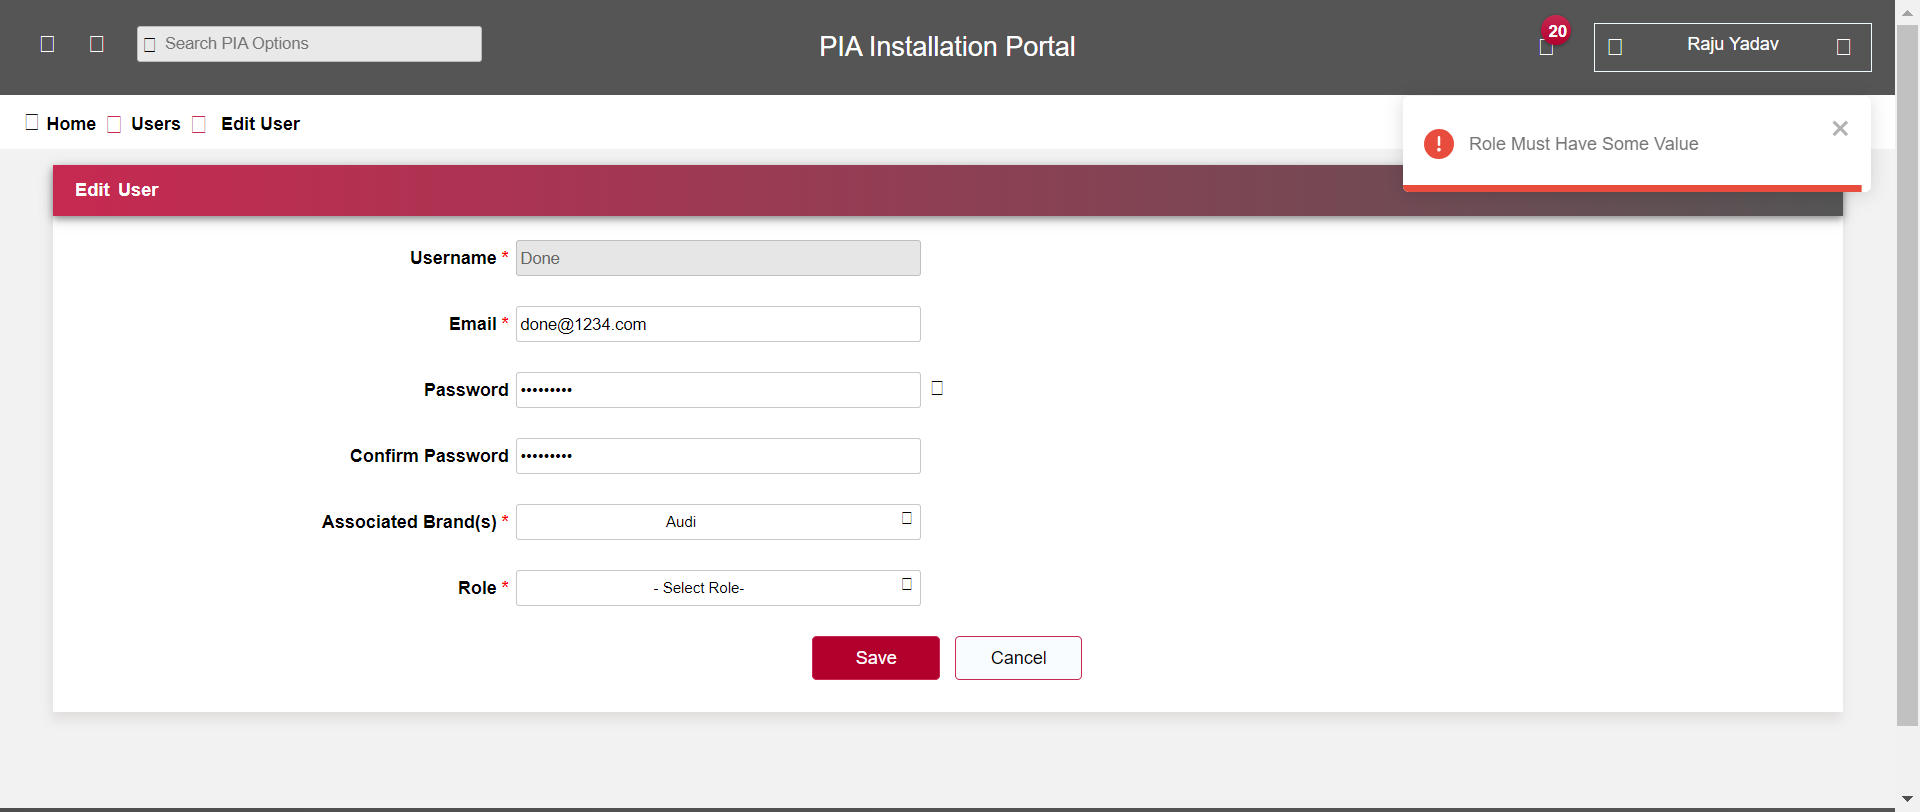 Search PIA Options
PIA Installation Portal
20
Raju Yadav
Home
Users
Edit User
Role Must Have Some Value
Edit User
Username *
Done
Email *
done@1234.com
Password
•••••••••
Confirm Password
•••••••••
Associated Brand(s) *
Audi
Role *
- Select Role-
Save
Cancel